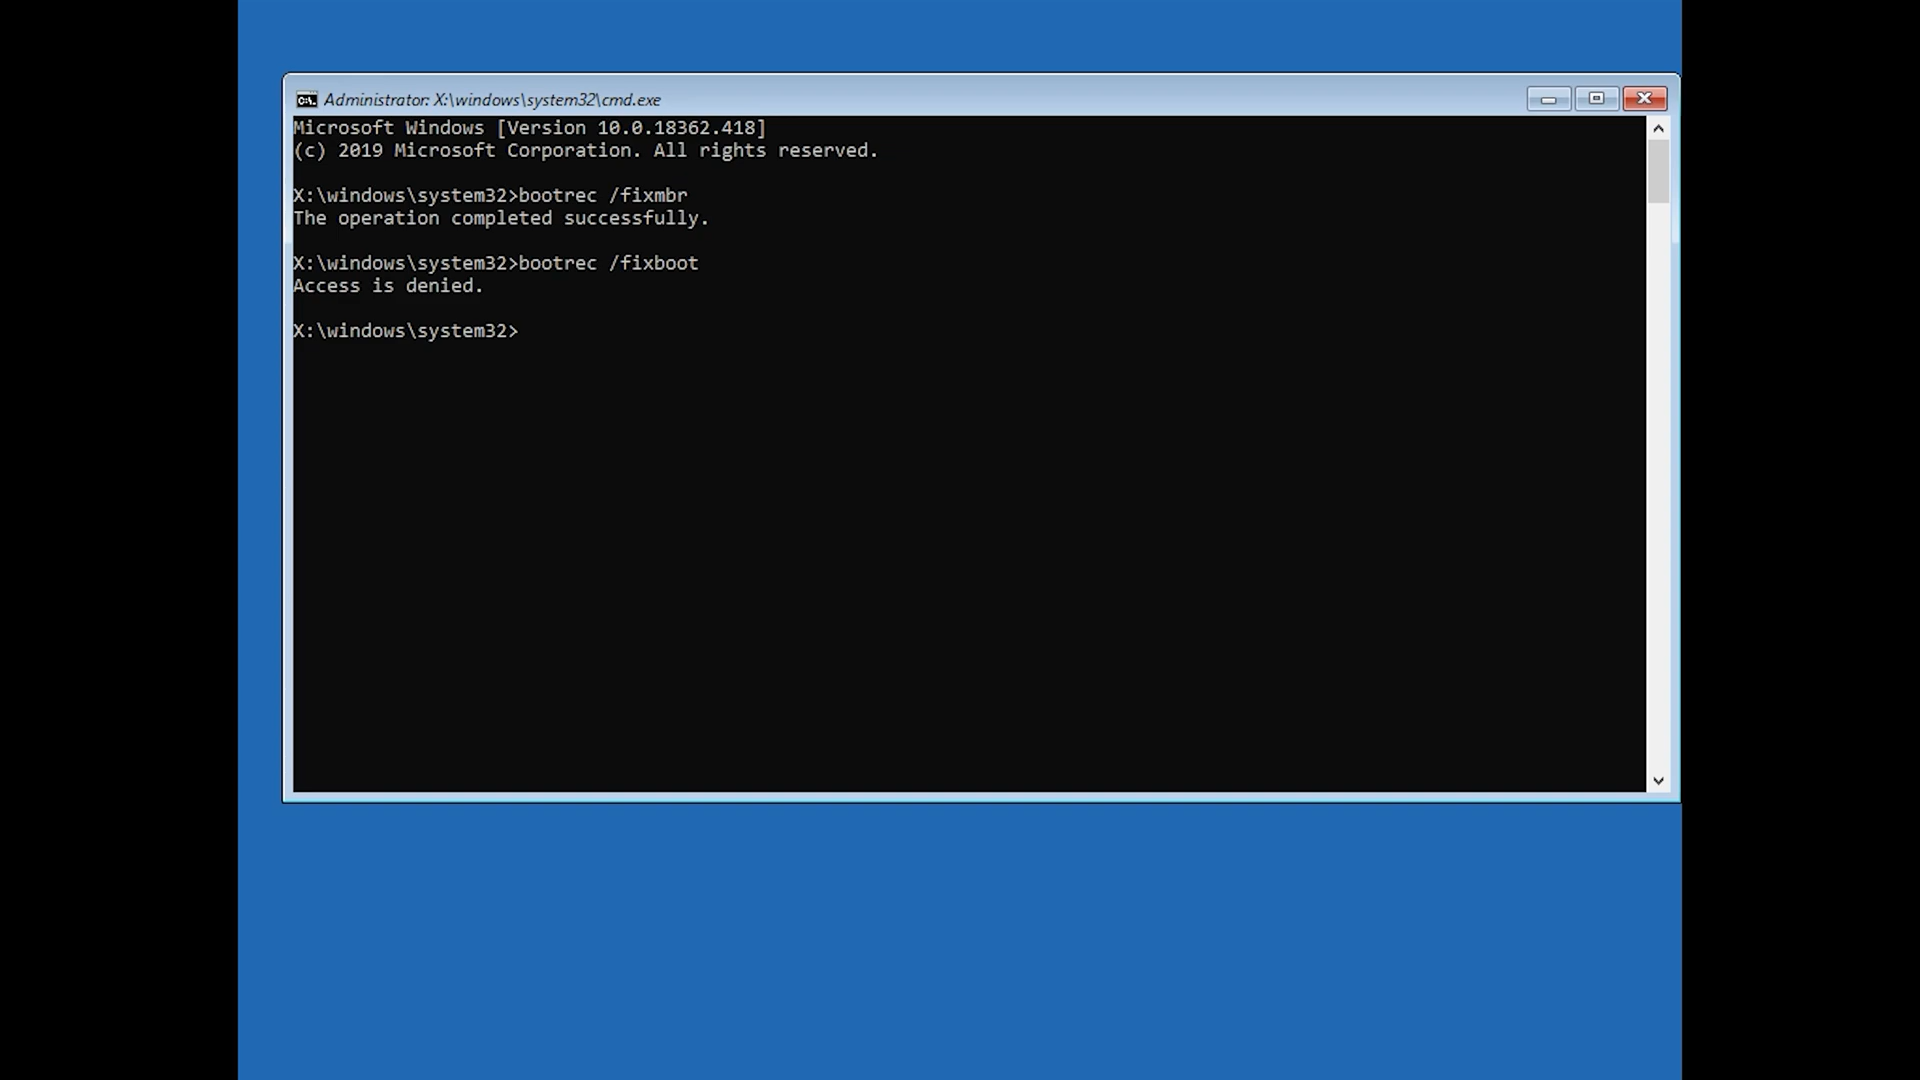 Administrator: X:\windows\system32\cmd.exe
Microsoft Windows [Version 10.0.18362.418]
(c) 2019 Microsoft Corporation. All rights reserved.
X:\windows\system32>bootrec /fixmbr
The operation completed successfully.
X:\windows\system32>bootrec /fixboot
Access is denied.
X:\windows\system32>